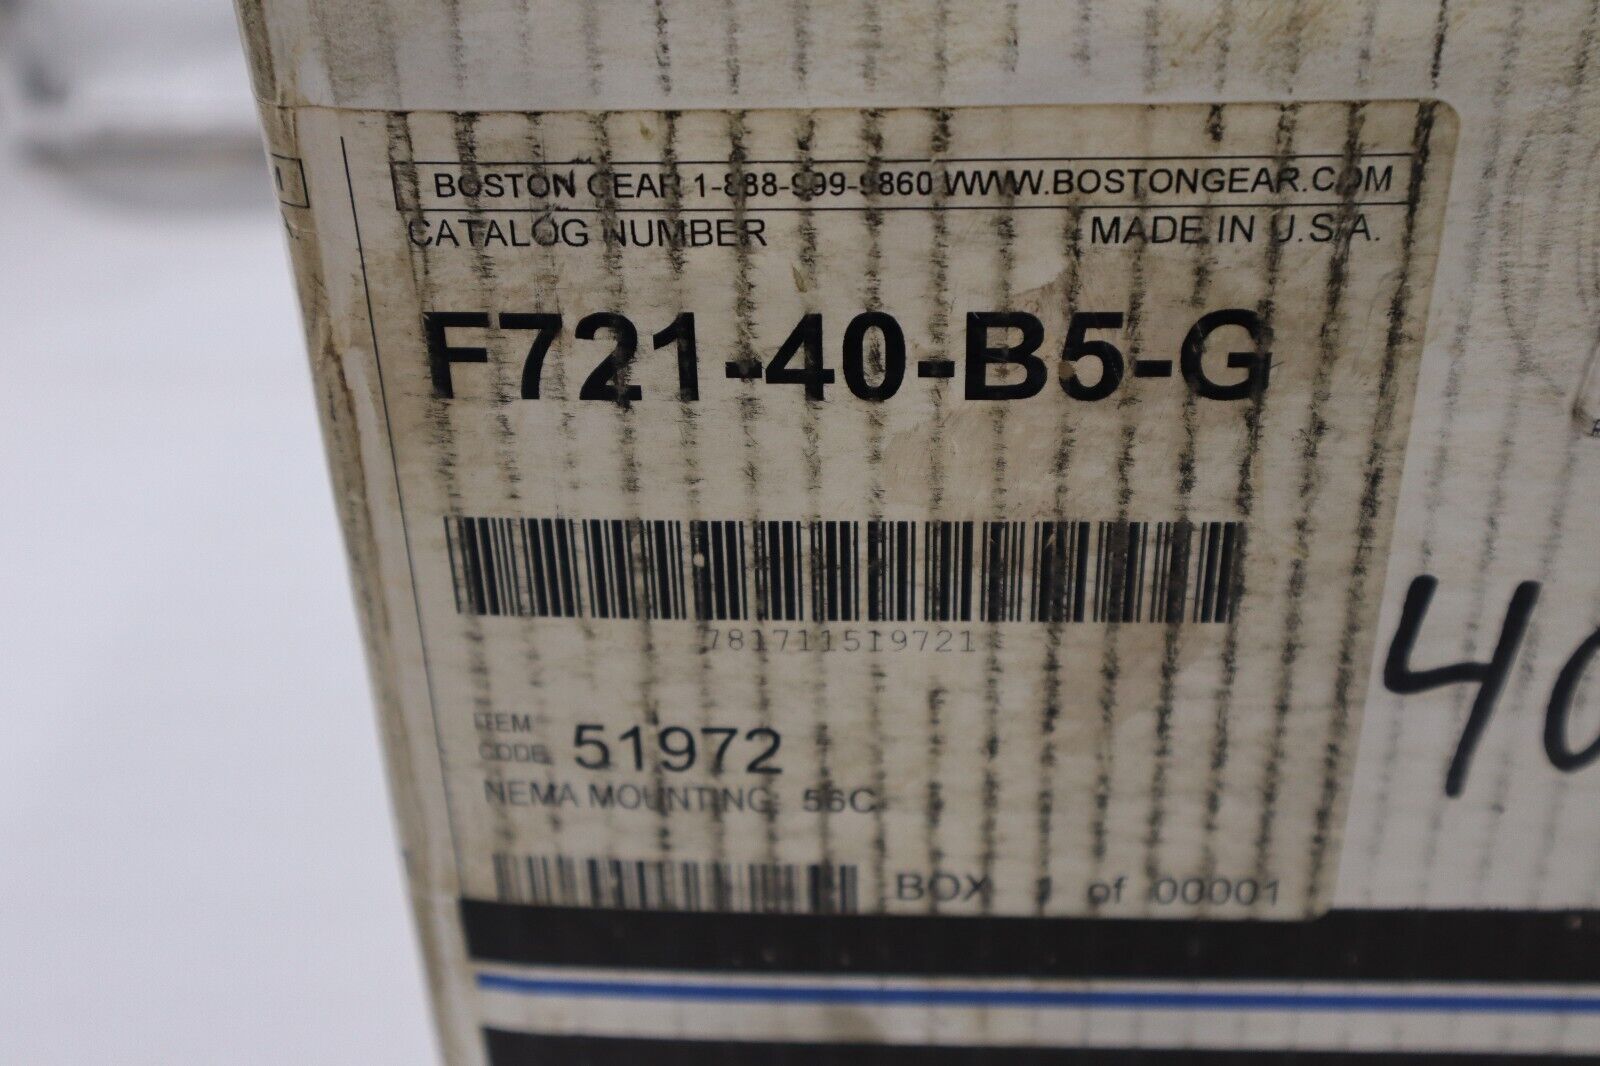 BOSTON GEAR 1-888-999-9860 WWW.BOSTONGEAR.COM
CATALOG NUMBER MADE IN U.S.A.
F721-40-B5-G
781711519721
ITEM
CODE 51972
NEMA MOUNTING: 56C
BOX 1 of 00001
40